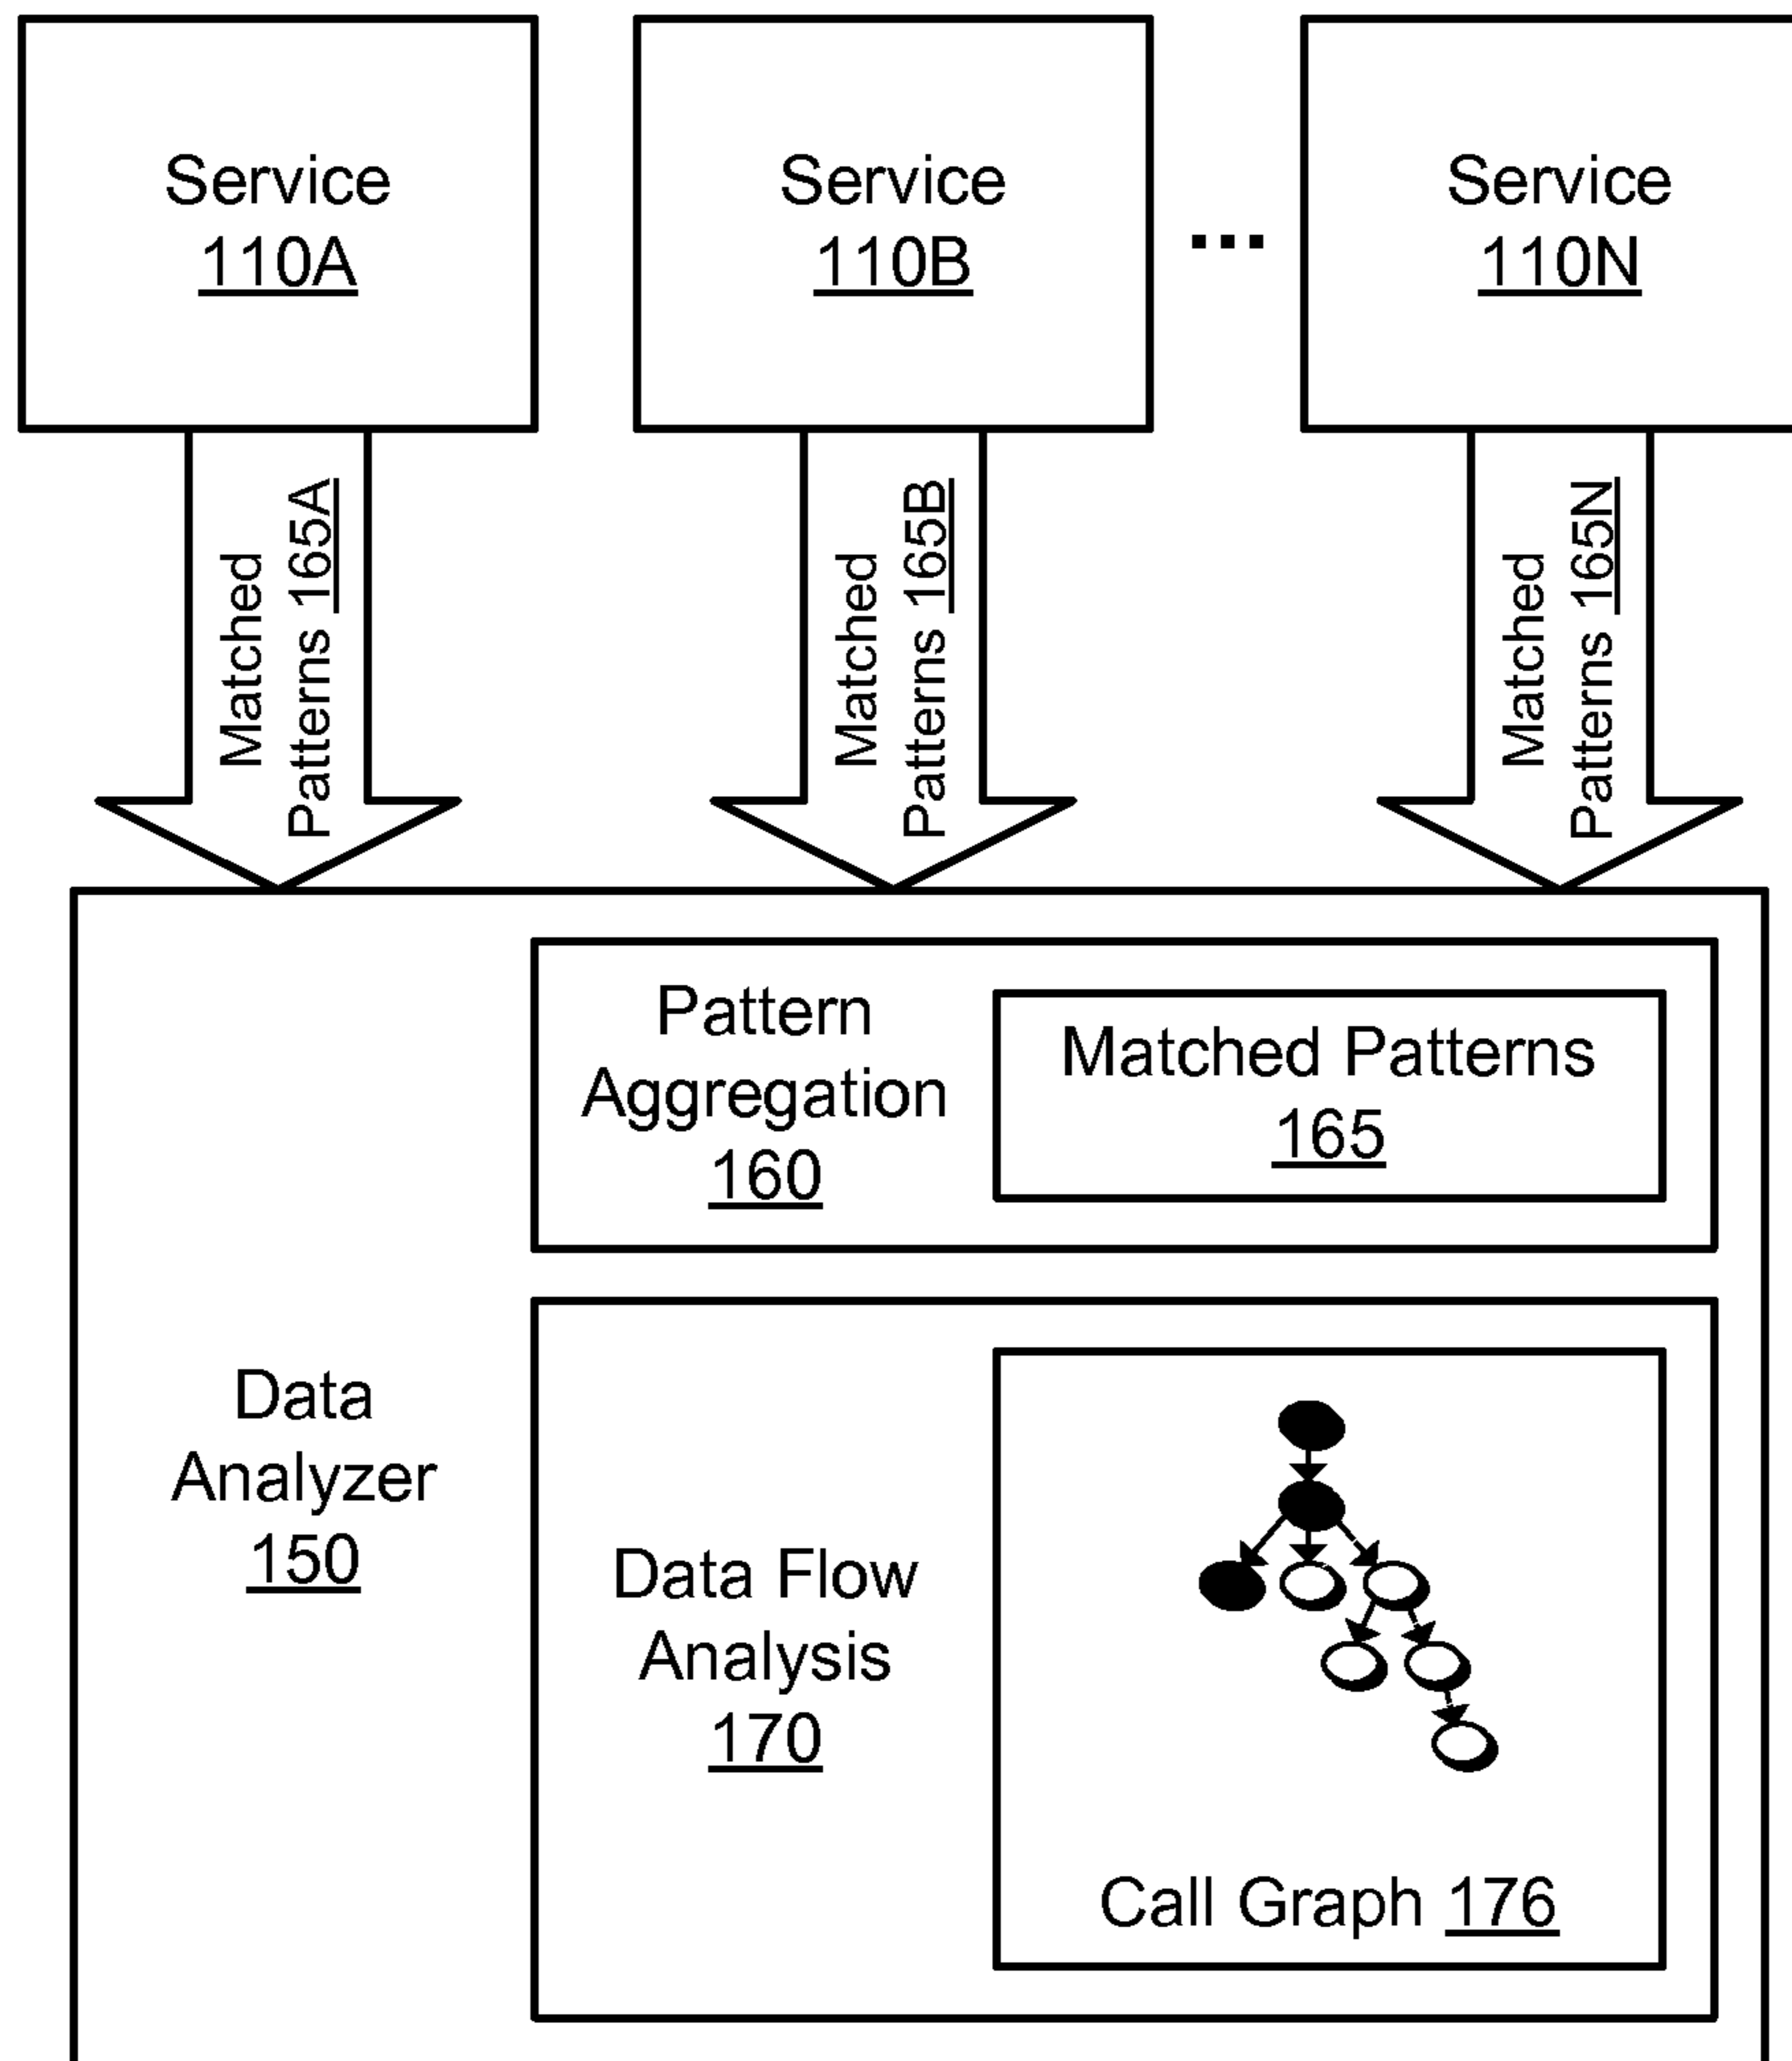 Service
110A
Service
110B
...
Service
110N
Matched
Patterns 165A
Matched
Patterns 165B
Matched
Patterns 165N
Pattern
Aggregation
160
Matched Patterns
165
Data
Analyzer
150
Data Flow
Analysis
170
Call Graph 176